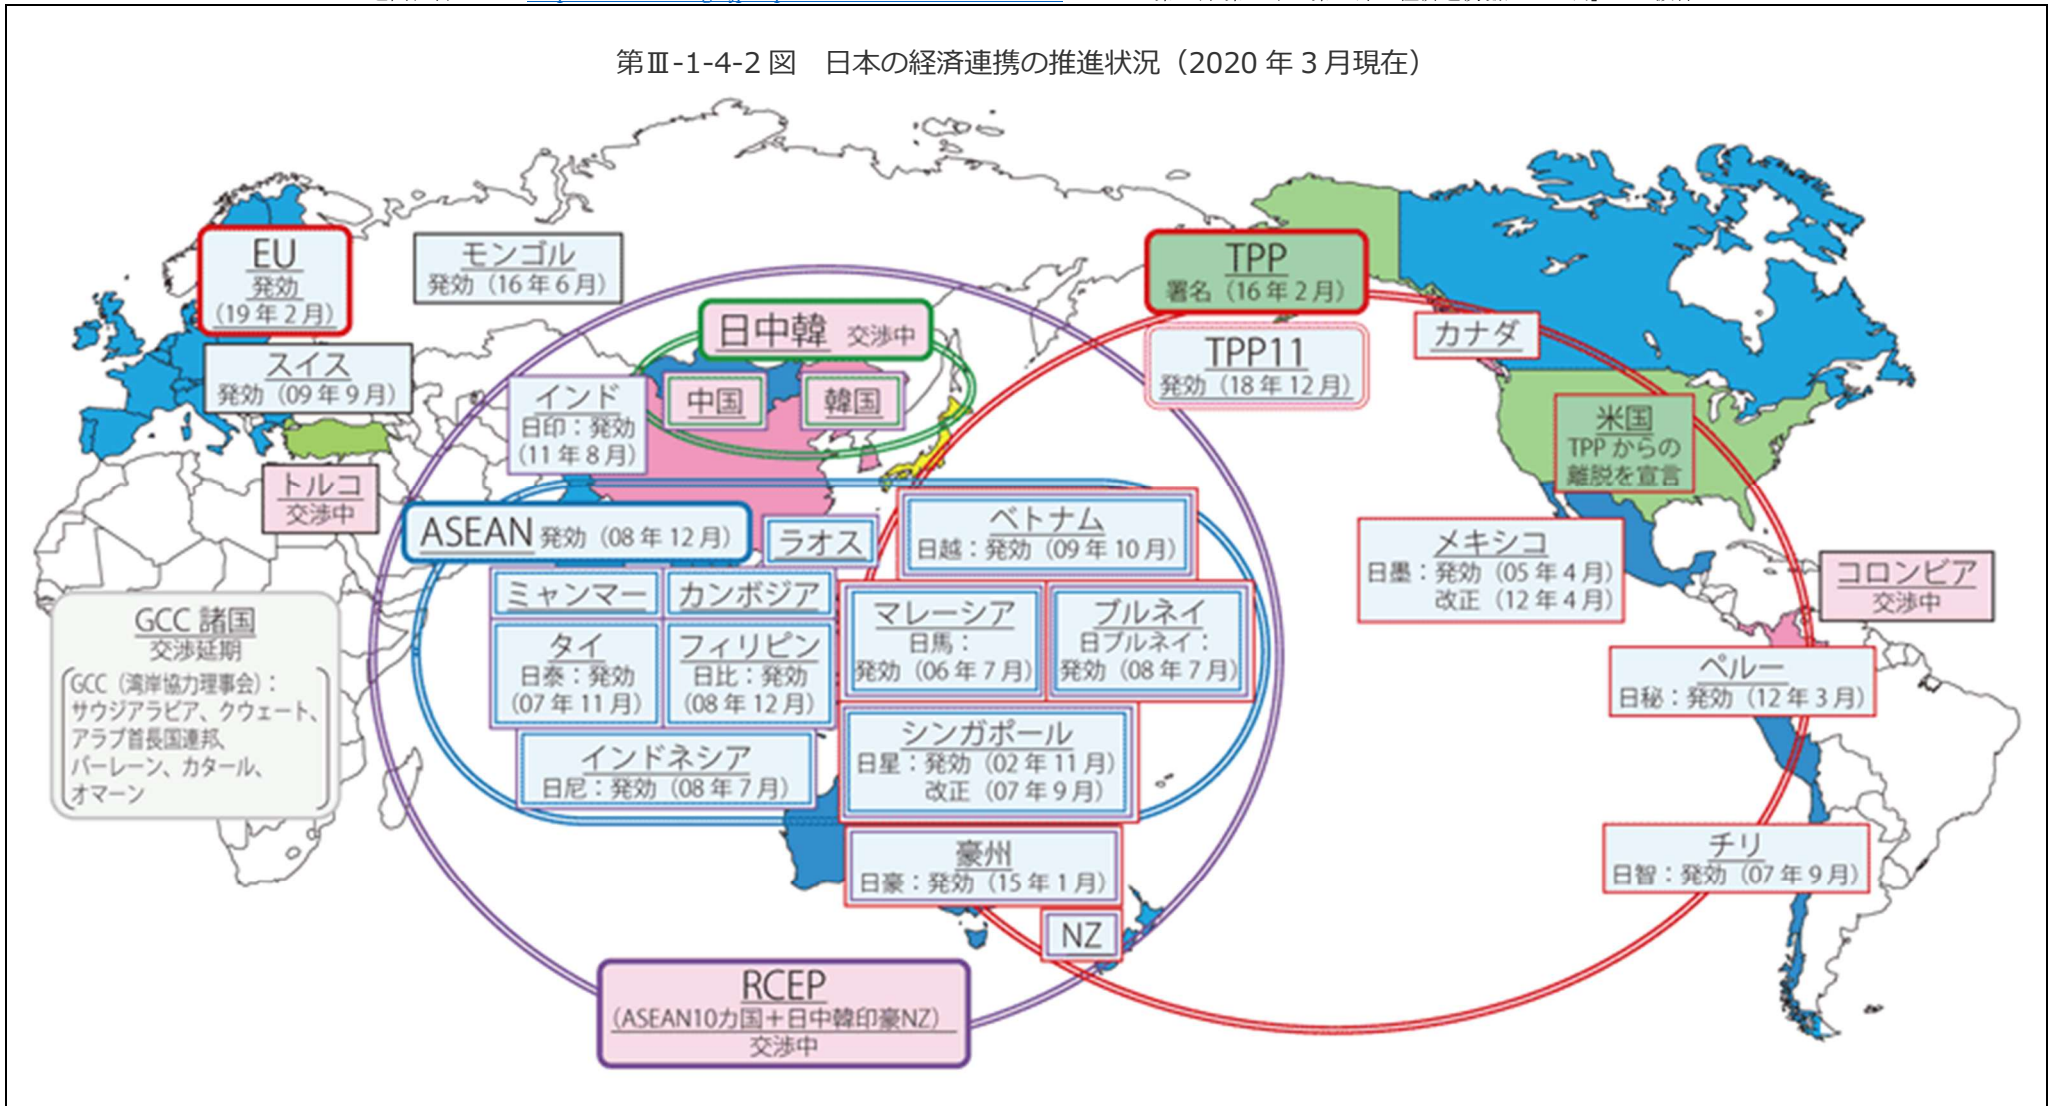 第Ⅲ-1-4-2 図　日本の経済連携の推進状況（2020 年 3 月現在）
EU
発効
（19 年 2 月）
モンゴル
発効（16 年 6 月）
スイス
発効（09 年 9 月）
トルコ
交渉中
GCC 諸国
交渉延期
GCC（湾岸協力理事会）：
サウジアラビア、クウェート、
アラブ首長国連邦、
バーレーン、カタール、
オマーン
日中韓 交渉中
中国
韓国
インド
日印：発効
（11 年 8 月）
ASEAN 発効（08 年 12 月）
ラオス
ミャンマー
カンボジア
タイ
日泰：発効
（07 年 11 月）
フィリピン
日比：発効
（08 年 12 月）
インドネシア
日尼：発効（08 年 7 月）
ベトナム
日越：発効（09 年 10 月）
マレーシア
日馬：
発効（06 年 7 月）
ブルネイ
日ブルネイ：
発効（08 年 7 月）
シンガポール
日星：発効（02 年 11 月）
改正（07 年 9 月）
豪州
日豪：発効（15 年 1 月）
NZ
RCEP
（ASEAN10カ国＋日中韓印豪NZ）
交渉中
TPP
署名（16 年 2 月）
TPP11
発効（18 年 12 月）
カナダ
米国
TPP からの
離脱を宣言
メキシコ
日墨：発効（05 年 4 月）
改正（12 年 4 月）
コロンビア
交渉中
ペルー
日秘：発効（12 年 3 月）
チリ
日智：発効（07 年 9 月）